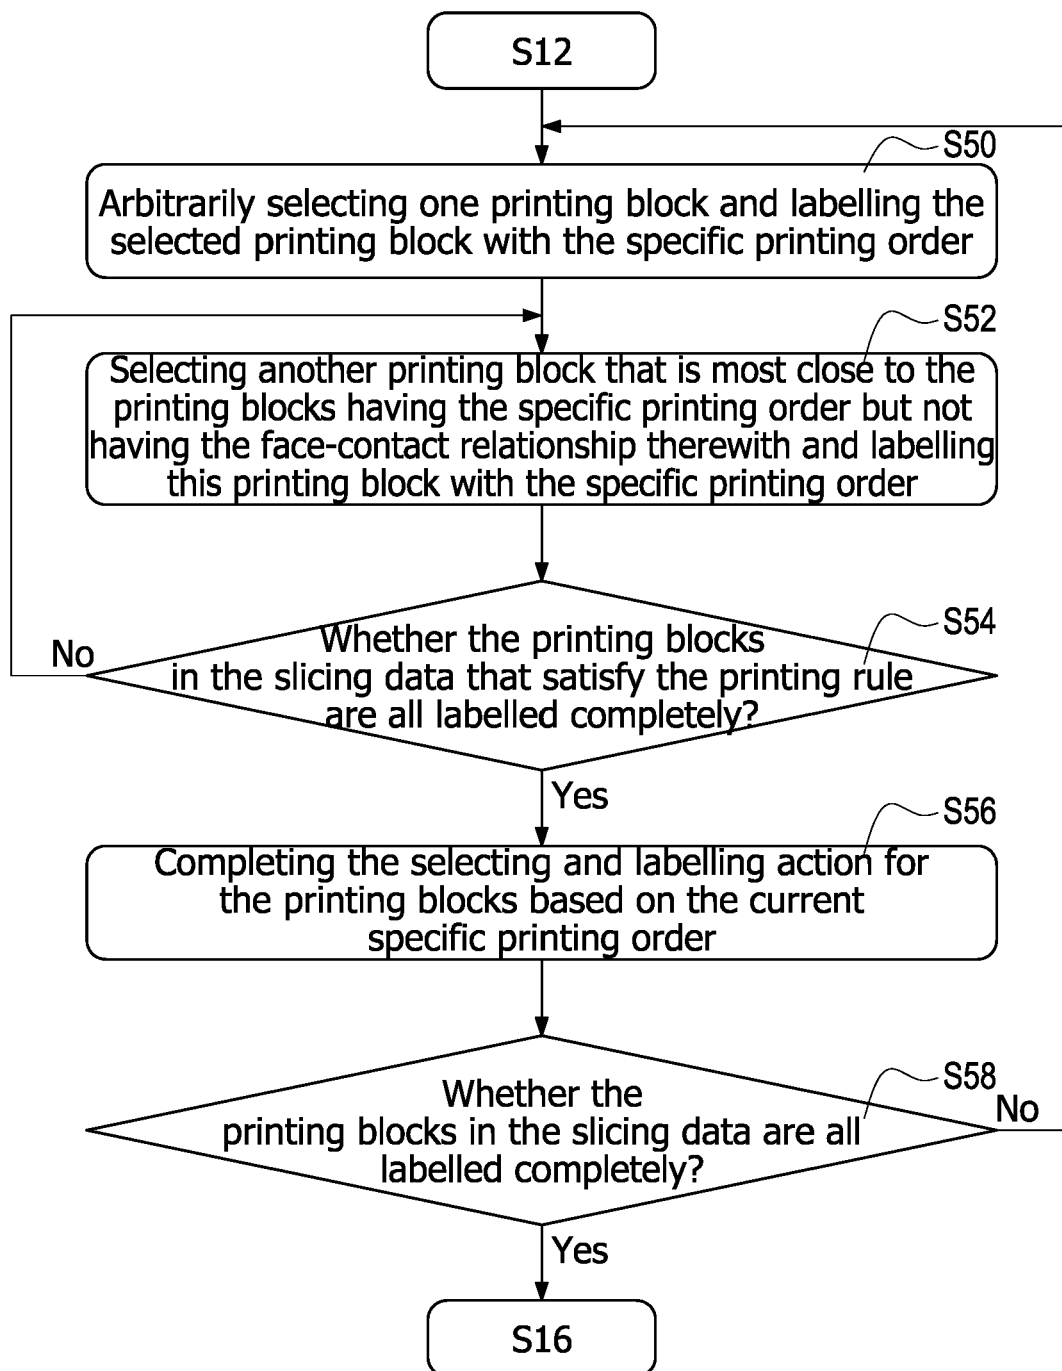 S12
S50
Arbitrarily selecting one printing block and labelling the
selected printing block with the specific printing order
S52
Selecting another printing block that is most close to the
printing blocks having the specific printing order but not
having the face-contact relationship therewith and labelling
this printing block with the specific printing order
S54
No
Whether the printing blocks
in the slicing data that satisfy the printing rule
are all labelled completely?
Yes
S56
Completing the selecting and labelling action for
the printing blocks based on the current
specific printing order
S58
Whether the
No
printing blocks in the slicing data are all
labelled completely?
Yes
S16